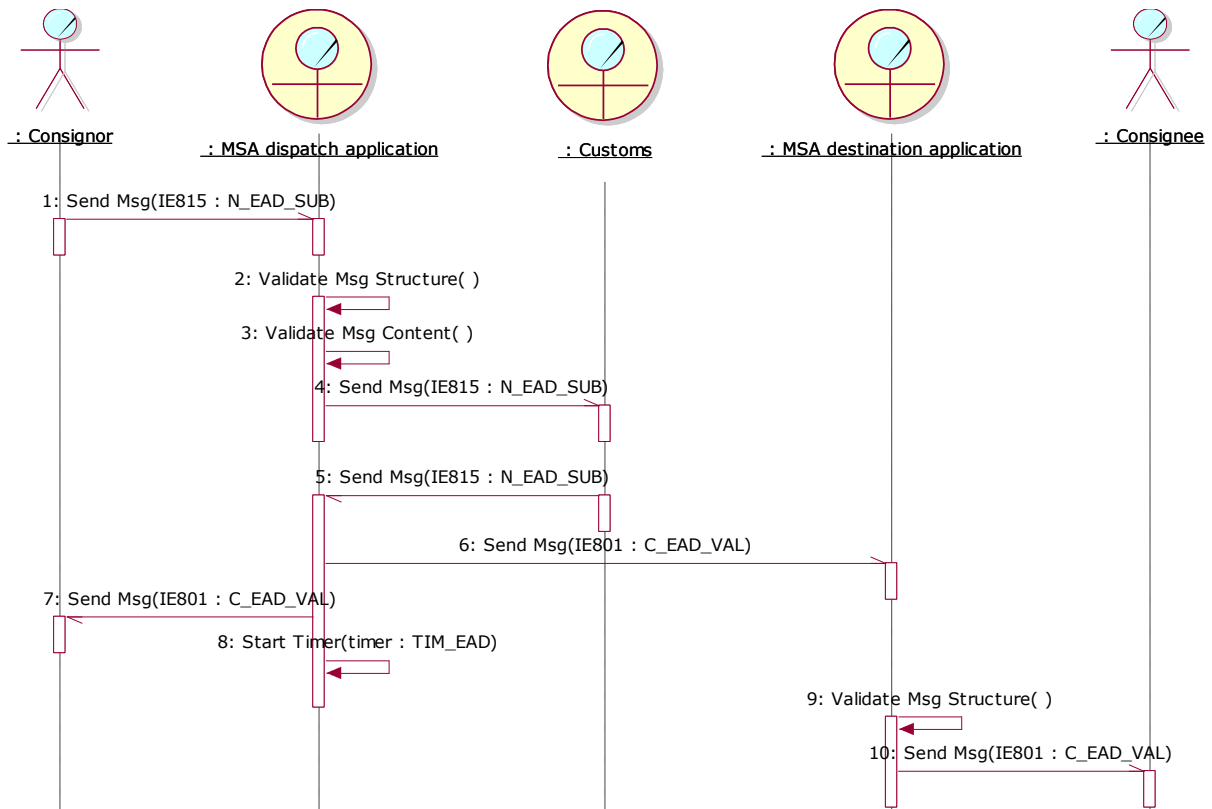 : Consignor
: MSA dispatch application
: Customs
: MSA destination application
: Consignee
1: Send Msg(IE815 : N_EAD_SUB)
2: Validate Msg Structure( )
3: Validate Msg Content( )
4: Send Msg(IE815 : N_EAD_SUB)
5: Send Msg(IE815 : N_EAD_SUB)
6: Send Msg(IE801 : C_EAD_VAL)
7: Send Msg(IE801 : C_EAD_VAL)
8: Start Timer(timer : TIM_EAD)
9: Validate Msg Structure( )
10: Send Msg(IE801 : C_EAD_VAL)